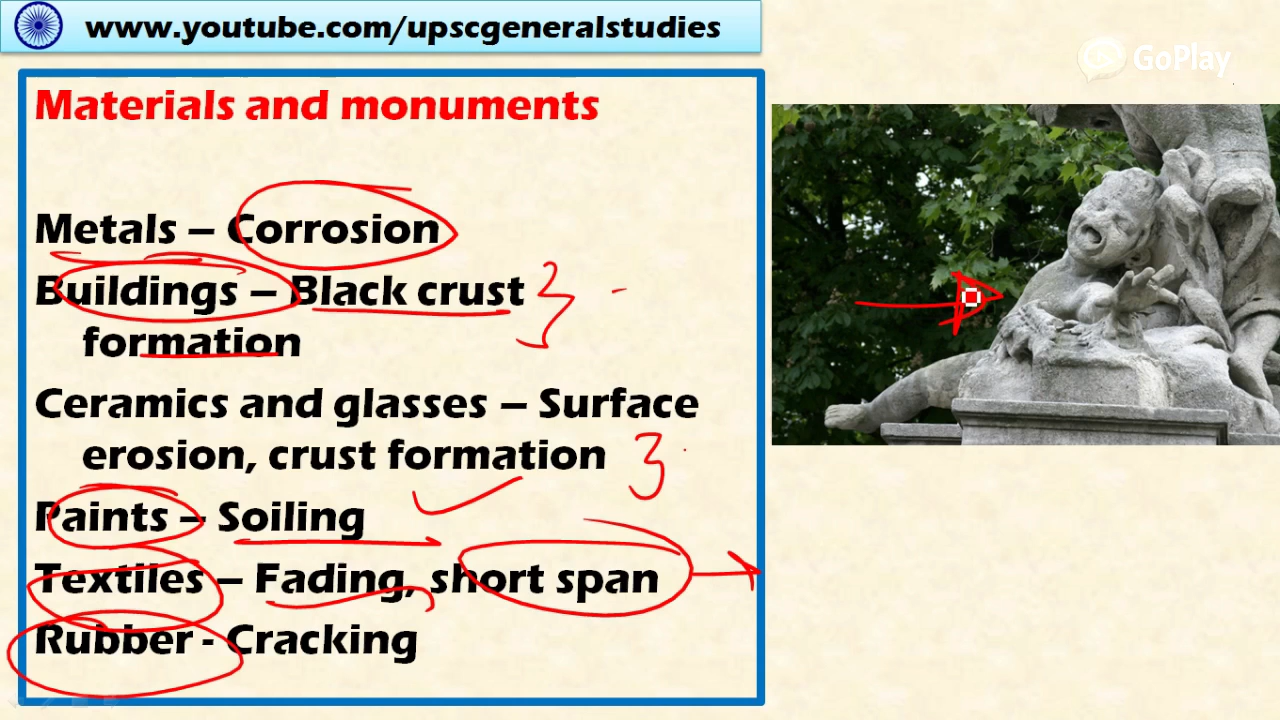 www.youtube.com/upscgeneralstudies
GoPlay
Materials and monuments
Metals – Corrosion
Buildings – Black crust
formation
Ceramics and glasses – Surface
erosion, crust formation
Paints – Soiling
Textiles – Fading, short span
Rubber - Cracking